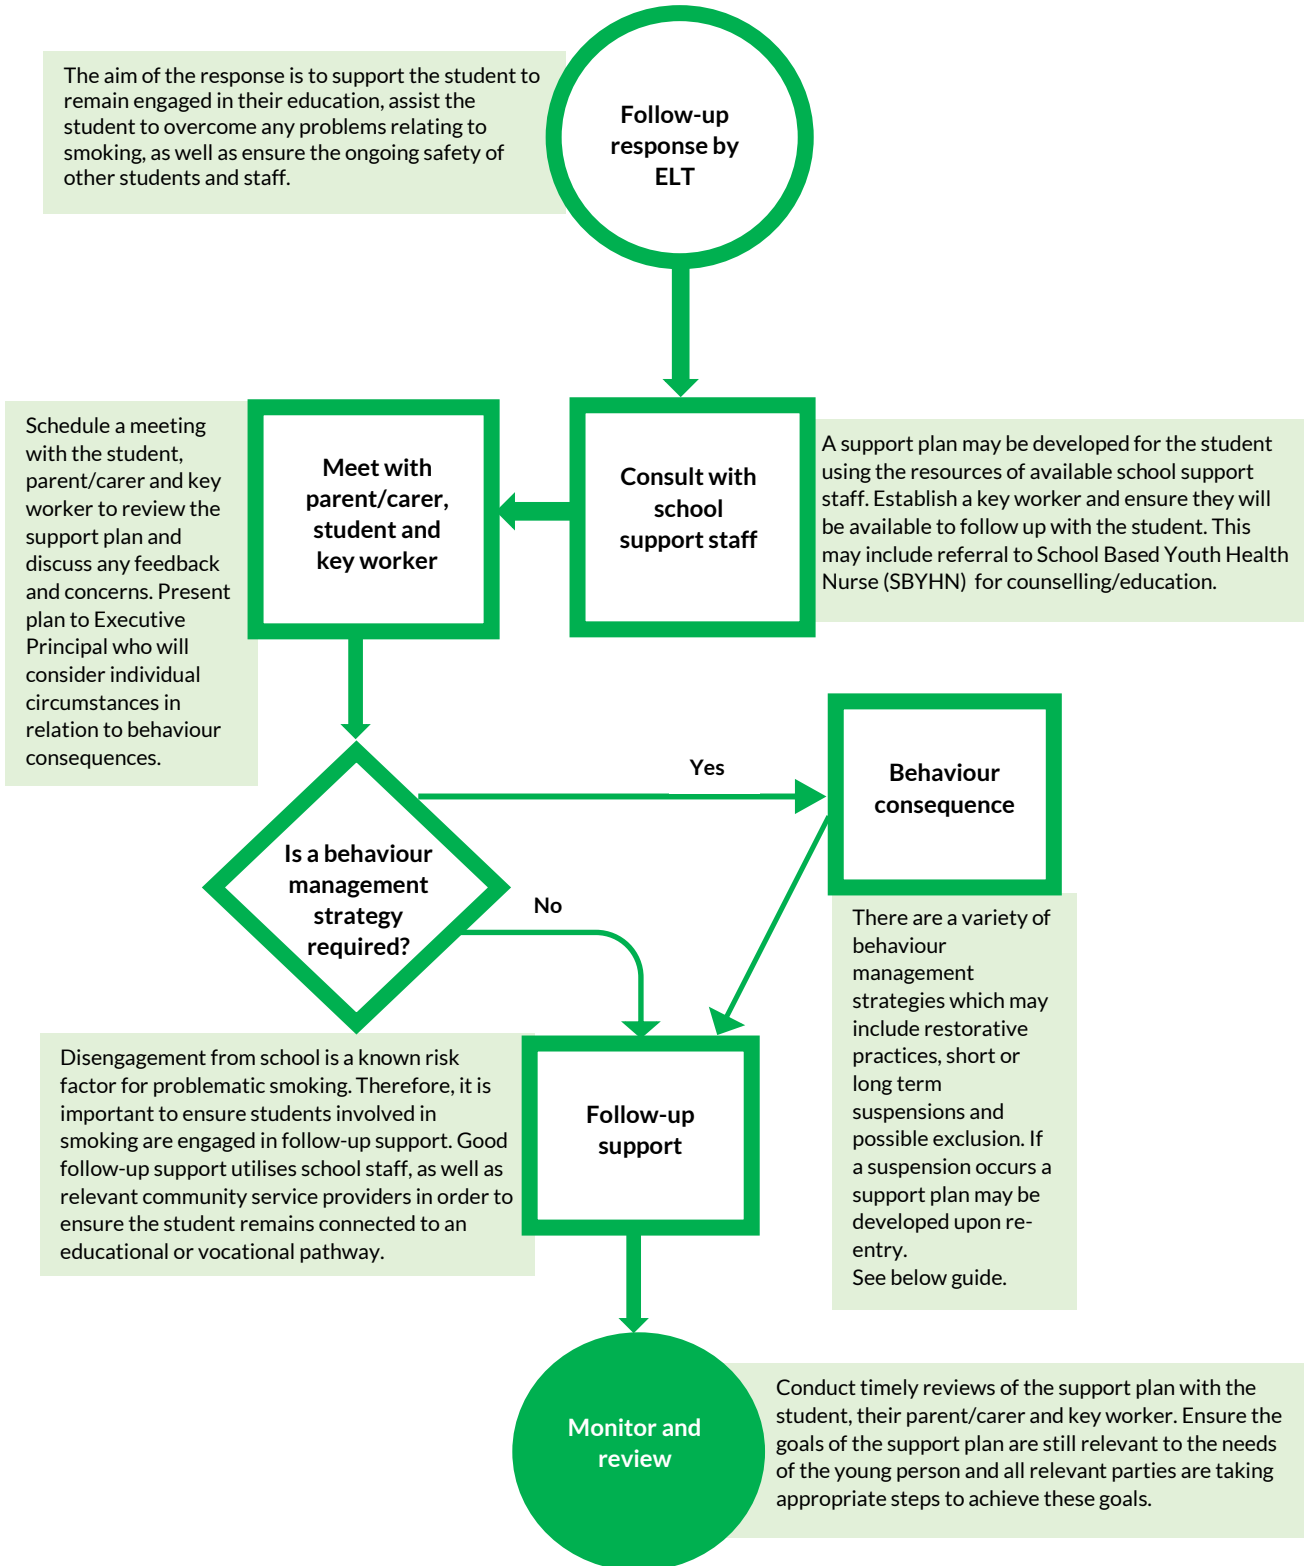 The aim of the response is to support the student to
remain engaged in their education, assist the
student to overcome any problems relating to
smoking, as well as ensure the ongoing safety of
other students and staff.
Follow-up
response by
ELT
Schedule a meeting
with the student,
parent/carer and key
worker to review the
support plan and
discuss any feedback
and concerns. Present
plan to Executive
Principal who will
consider individual
circumstances in
relation to behaviour
consequences.
Meet with
parent/carer,
student and
key worker
Consult with
school
support staff
A support plan may be developed for the student
using the resources of available school support
staff. Establish a key worker and ensure they will
be available to follow up with the student. This
may include referral to School Based Youth Health
Nurse (SBYHN) for counselling/education.
Is a behaviour
management
strategy
required?
Yes
No
Behaviour
consequence
There are a variety of
behaviour
management
strategies which may
include restorative
practices, short or
long term
suspensions and
possible exclusion. If
a suspension occurs a
support plan may be
developed upon re-
entry.
See below guide.
Disengagement from school is a known risk
factor for problematic smoking. Therefore, it is
important to ensure students involved in
smoking are engaged in follow-up support. Good
follow-up support utilises school staff, as well as
relevant community service providers in order to
ensure the student remains connected to an
educational or vocational pathway.
Follow-up
support
Monitor and
review
Conduct timely reviews of the support plan with the
student, their parent/carer and key worker. Ensure the
goals of the support plan are still relevant to the needs
of the young person and all relevant parties are taking
appropriate steps to achieve these goals.